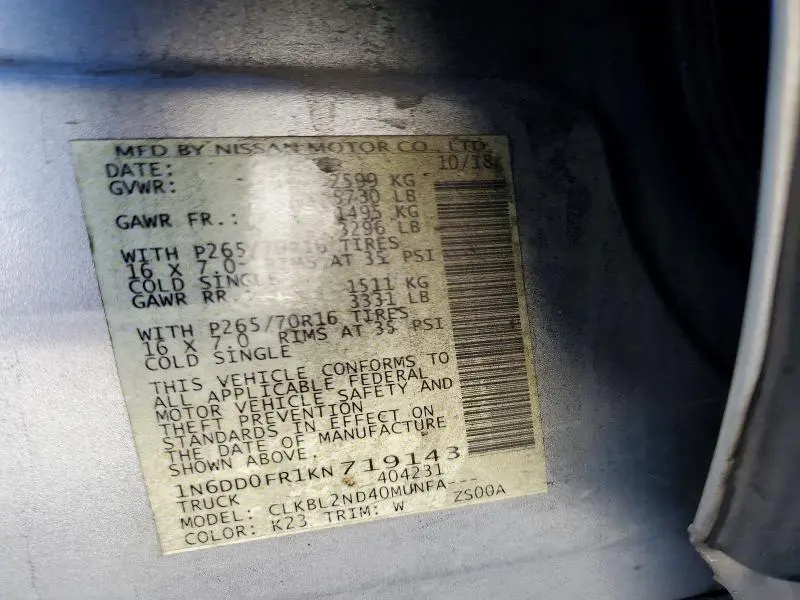 MFD BY NISSAN MOTOR CO., LTD.
DATE: 10/18
GVWR: 2599 KG
5730 LB
GAWR FR.: 1495 KG
3296 LB
WITH P265/70R16 TIRES
16 X 7.0 RIMS AT 35 PSI
COLD SINGLE
1511 KG
GAWR RR.: 3331 LB
WITH P265/70R16 TIRES
16 X 7.0 RIMS AT 35 PSI
COLD SINGLE
THIS VEHICLE CONFORMS TO
ALL APPLICABLE FEDERAL
MOTOR VEHICLE SAFETY AND
THEFT PREVENTION
STANDARDS IN EFFECT ON
THE DATE OF MANUFACTURE
SHOWN ABOVE.
1N6DD0FR1KN719143
TRUCK 404231
MODEL: CLKBL2ND40MUNFA---
COLOR: K23 TRIM: W ZS00A